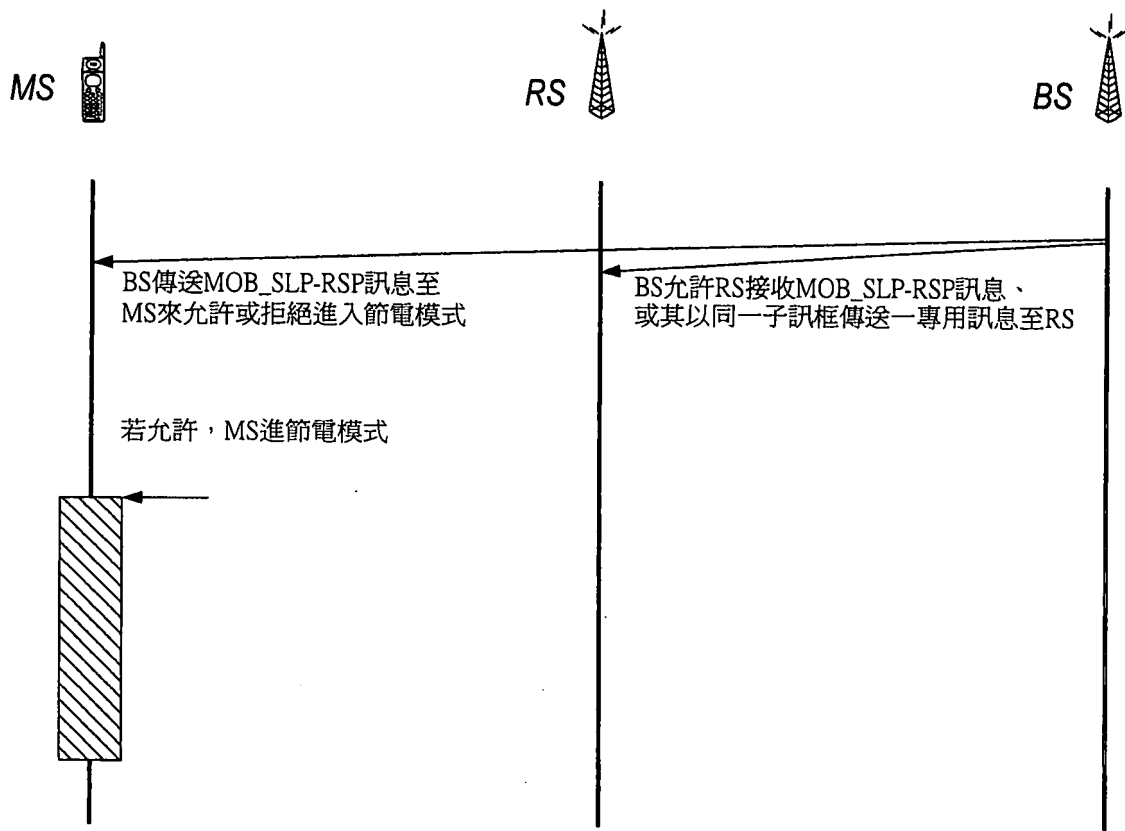 MS
RS
BS
BS傳送MOB_SLP-RSP訊息至
MS來允許或拒絕進入節電模式
BS允許RS接收MOB_SLP-RSP訊息、
或其以同一子訊框傳送一專用訊息至RS
若允許，MS進節電模式